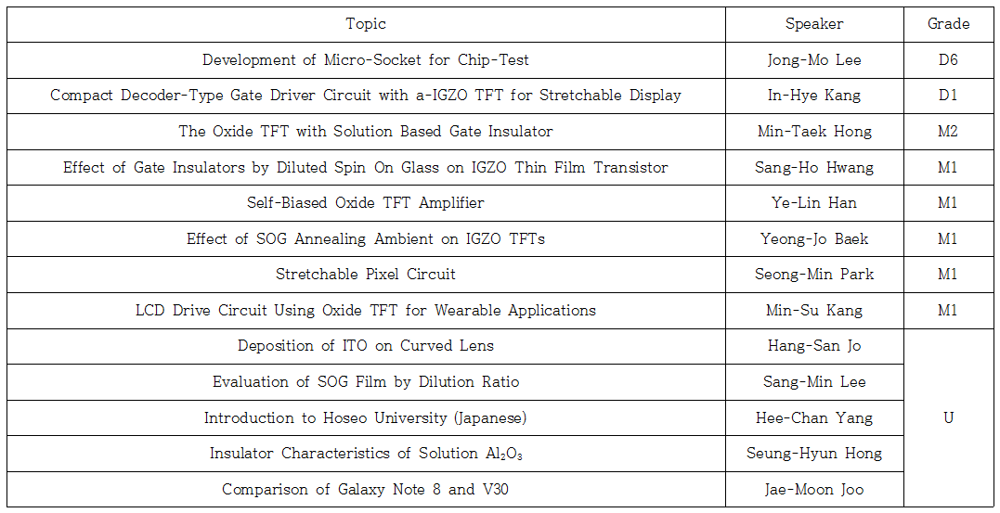 Topic Speaker Grade
Development of Micro-Socket for Chip-Test Jong-Mo Lee D6
Compact Decoder-Type Gate Driver Circuit with a-IGZO TFT for Stretchable Display In-Hye Kang D1
The Oxide TFT with Solution Based Gate Insulator Min-Taek Hong M2
Effect of Gate Insulators by Diluted Spin On Glass on IGZO Thin Film Transistor Sang-Ho Hwang M1
Self-Biased Oxide TFT Amplifier Ye-Lin Han M1
Effect of SOG Annealing Ambient on IGZO TFTs Yeong-Jo Baek M1
Stretchable Pixel Circuit Seong-Min Park M1
LCD Drive Circuit Using Oxide TFT for Wearable Applications Min-Su Kang M1
Deposition of ITO on Curved Lens Hang-San Jo
Evaluation of SOG Film by Dilution Ratio Sang-Min Lee
Introduction to Hoseo University (Japanese) Hee-Chan Yang U
Insulator Characteristics of Solution Al₂O₃ Seung-Hyun Hong
Comparison of Galaxy Note 8 and V30 Jae-Moon Joo